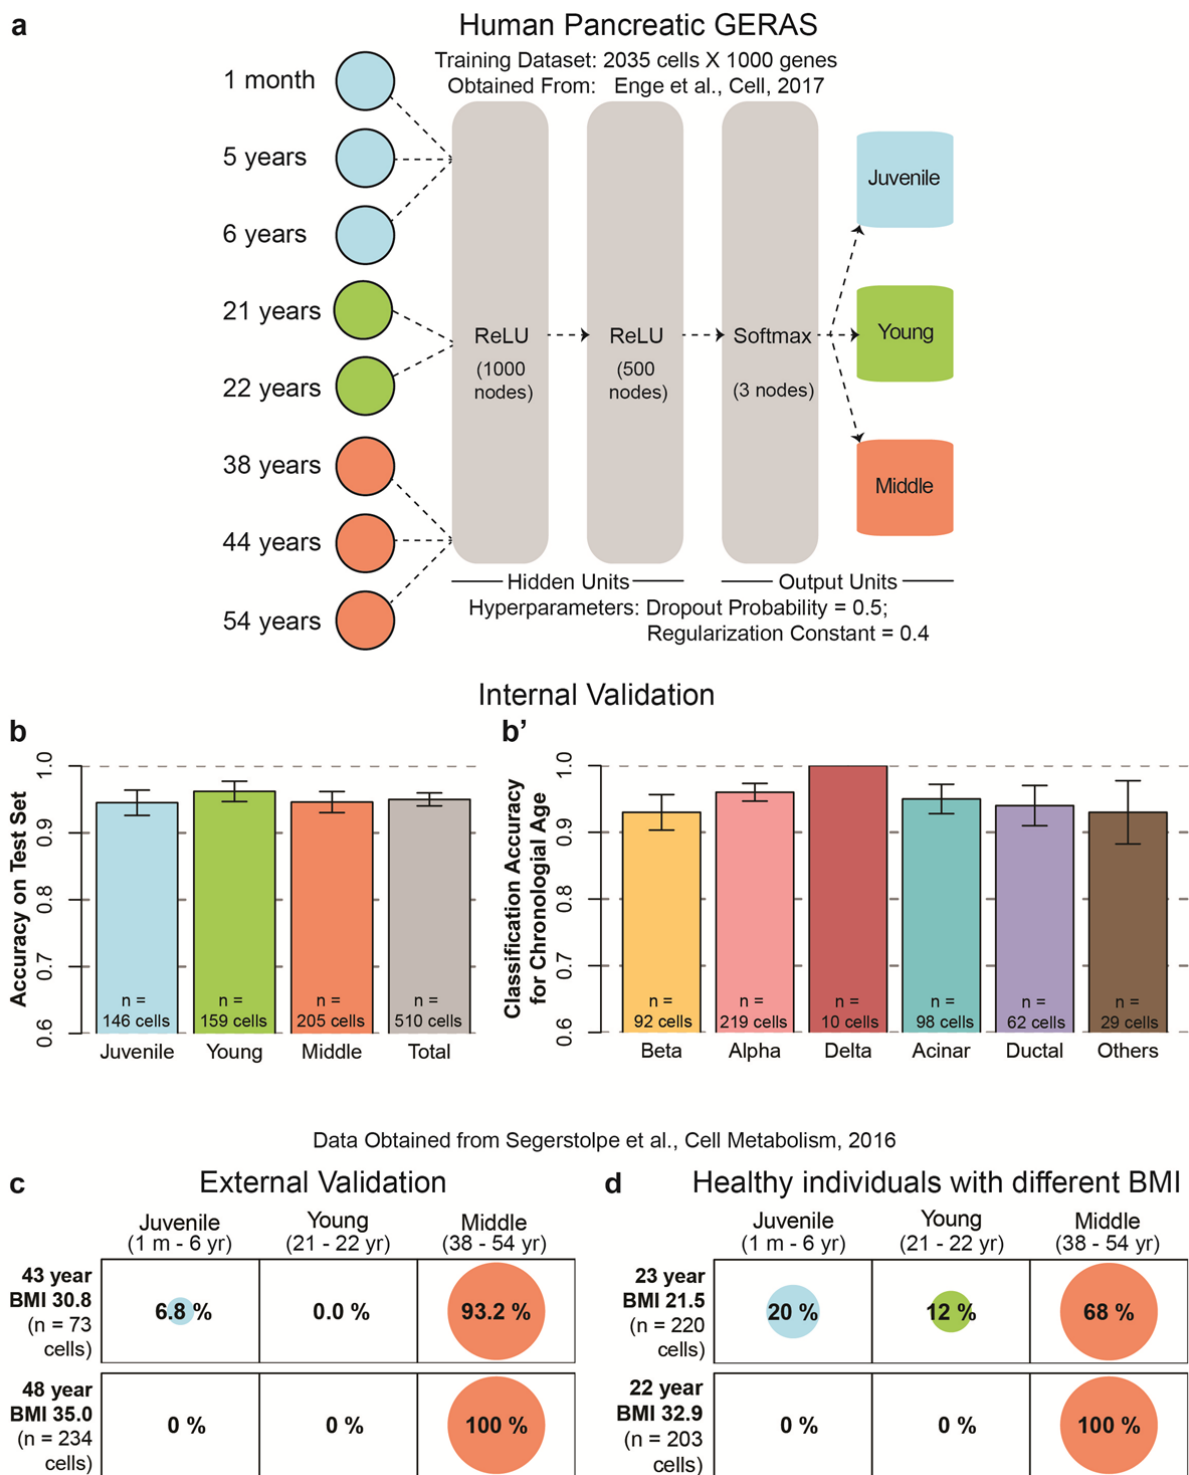 a
Human Pancreatic GERAS
Training Dataset: 2035 cells X 1000 genes
Obtained From: Enge et al., Cell, 2017
1 month
5 years
6 years
21 years
22 years
38 years
44 years
54 years
ReLU
(1000
nodes)
ReLU
(500
nodes)
Softmax
(3 nodes)
Juvenile
Young
Middle
Hidden Units
Output Units
Hyperparameters: Dropout Probability = 0.5;
Regularization Constant = 0.4
Internal Validation
b
Accuracy on Test Set
1.0
0.9
0.8
0.7
0.6
n =
146 cells
n =
159 cells
n =
205 cells
n =
510 cells
Juvenile
Young
Middle
Total
b’
Classification Accuracy
for Chronologial Age
1.0
0.9
0.8
0.7
0.6
n =
92 cells
n =
219 cells
n =
10 cells
n =
98 cells
n =
62 cells
n =
29 cells
Beta
Alpha
Delta
Acinar
Ductal
Others
Data Obtained from Segerstolpe et al., Cell Metabolism, 2016
c
External Validation
Juvenile
(1 m - 6 yr)
Young
(21 - 22 yr)
Middle
(38 - 54 yr)
43 year
BMI 30.8
(n = 73
cells)
6.8 %
0.0 %
93.2 %
48 year
BMI 35.0
(n = 234
cells)
0 %
0 %
100 %
d
Healthy individuals with different BMI
Juvenile
(1 m - 6 yr)
Young
(21 - 22 yr)
Middle
(38 - 54 yr)
23 year
BMI 21.5
(n = 220
cells)
20 %
12 %
68 %
22 year
BMI 32.9
(n = 203
cells)
0 %
0 %
100 %